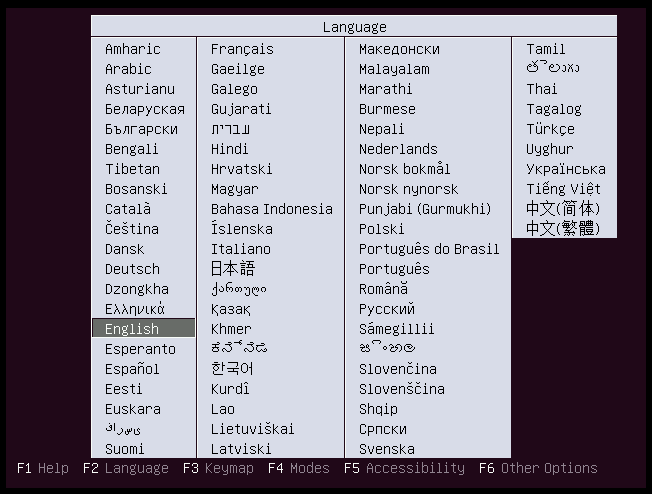 Language
Amharic
Arabic
Asturianu
Беларуская
Български
Bengali
Tibetan
Bosanski
Català
Čeština
Dansk
Deutsch
Dzongkha
Ελληνικά
English
Esperanto
Español
Eesti
Euskara
Suomi
Français
Gaeilge
Galego
Gujarati
עברית
Hindi
Hrvatski
Magyar
Bahasa Indonesia
Íslenska
Italiano
日本語
ქართული
Қазақ
Khmer
한국어
Kurdî
Lao
Lietuviškai
Latviski
Македонски
Malayalam
Marathi
Burmese
Nepali
Nederlands
Norsk bokmål
Norsk nynorsk
Punjabi (Gurmukhi)
Polski
Português do Brasil
Português
Română
Русский
Sámegillii
Slovenčina
Slovenščina
Shqip
Српски
Svenska
Tamil
Thai
Tagalog
Türkçe
Uyghur
Українська
Tiếng Việt
中文(简体)
中文(繁體)
F1 Help F2 Language F3 Keymap F4 Modes F5 Accessibility F6 Other Options